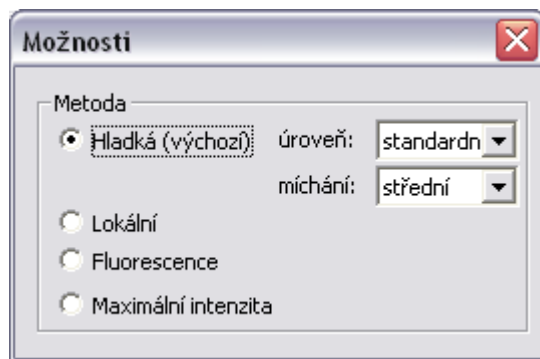 Možnosti
Metoda
Hladká (výchozí) úroveň: standardn
míchání: střední
Lokální
Fluorescence
Maximální intenzita